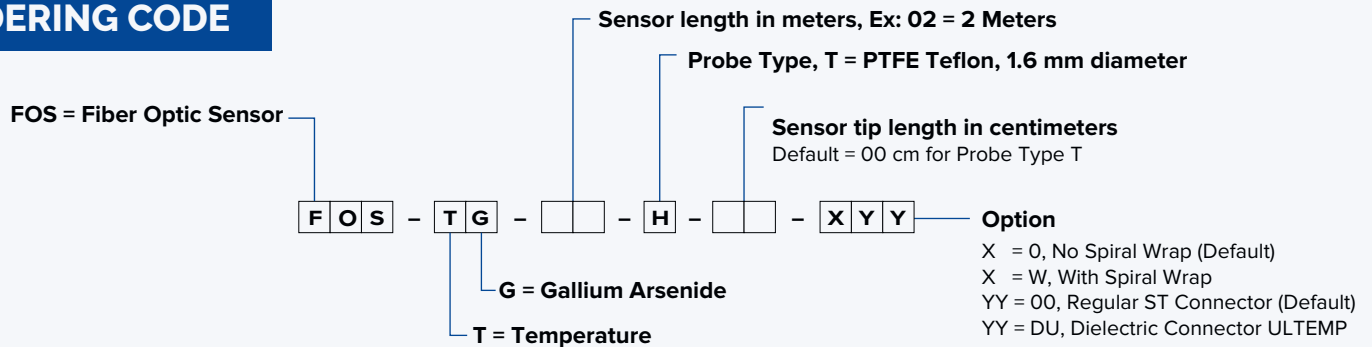 DERING CODE
Sensor length in meters, Ex: 02 = 2 Meters
Probe Type, T = PTFE Teflon, 1.6 mm diameter
FOS = Fiber Optic Sensor
Sensor tip length in centimeters
Default = 00 cm for Probe Type T
F O S – T G – – H – – X Y Y
Option
X = 0, No Spiral Wrap (Default)
X = W, With Spiral Wrap
YY = 00, Regular ST Connector (Default)
YY = DU, Dielectric Connector ULTEMP
G = Gallium Arsenide
T = Temperature